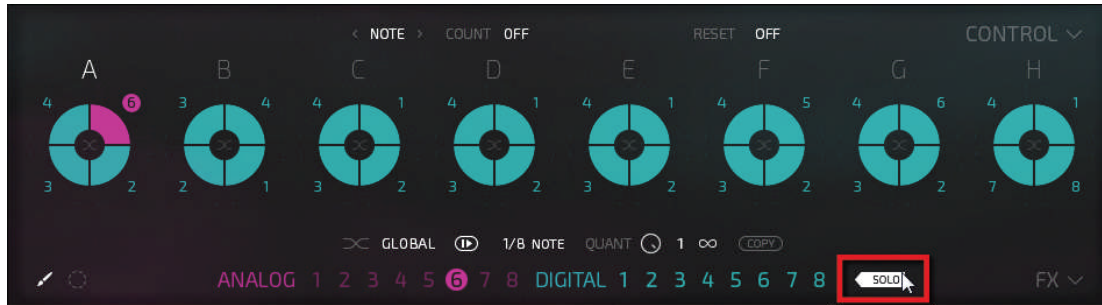 < NOTE > COUNT OFF RESET OFF CONTROL
A B C D E F G H
4 6 3 4 4 1 4 1 4 1 4 5 4 6 4 1
3 2 2 1 3 2 3 2 3 2 3 2 3 2 7 8
GLOBAL 1/8 NOTE QUANT 1 ∞ COPY
ANALOG 1 2 3 4 5 6 7 8 DIGITAL 1 2 3 4 5 6 7 8 SOLO FX